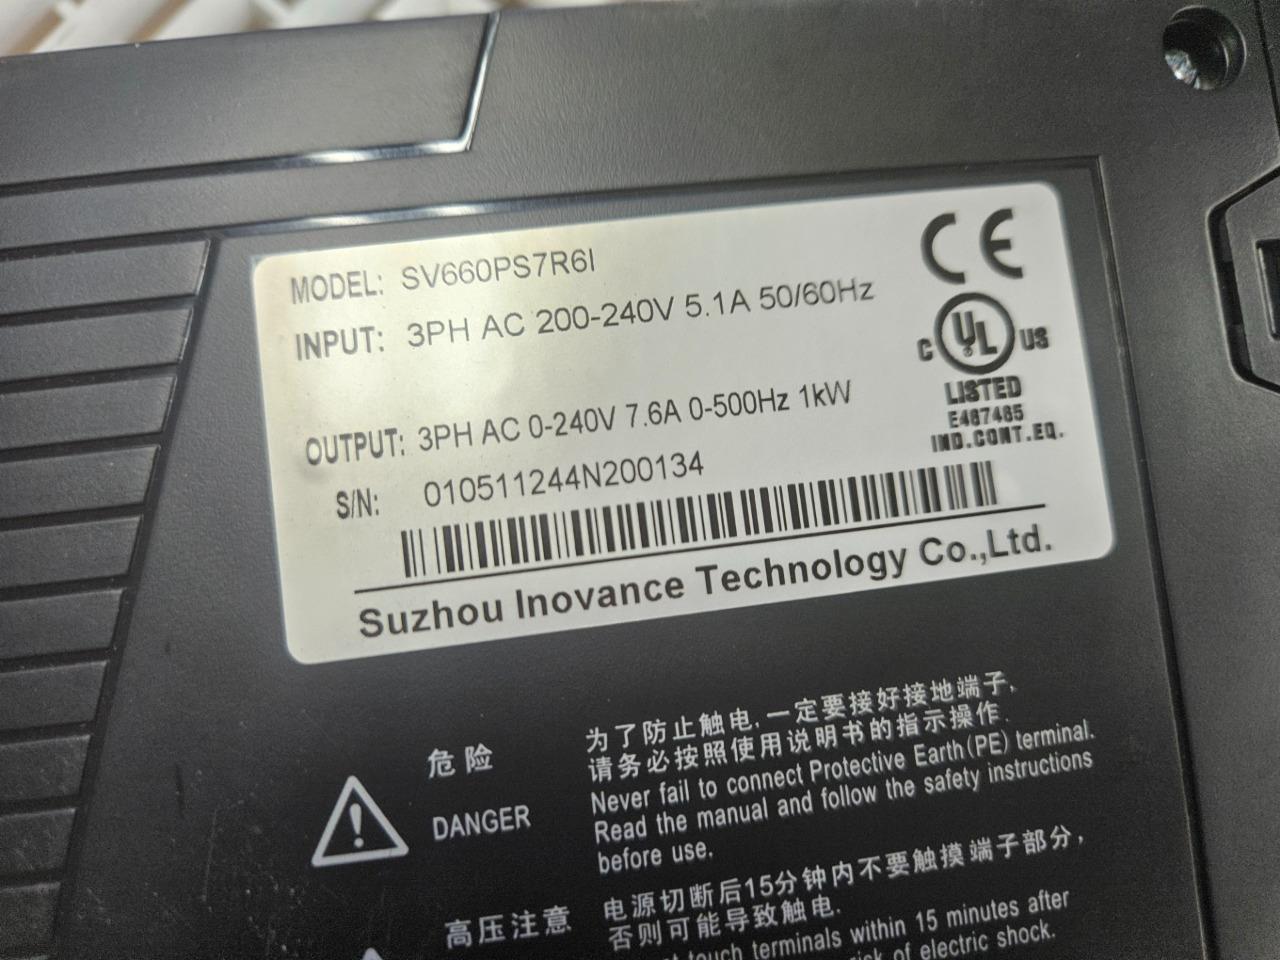 MODEL: SV660PS7R6I
INPUT: 3PH AC 200-240V 5.1A 50/60Hz
OUTPUT: 3PH AC 0-240V 7.6A 0-500Hz 1kW
S/N: 010511244N200134
CE
C UL US
LISTED
E467485
IND.CONT.EQ.
Suzhou Inovance Technology Co.,Ltd.
危险
DANGER
为了防止触电,一定要接好接地端子,
请务必按照使用说明书的指示操作.
Never fail to connect Protective Earth(PE) terminal.
Read the manual and follow the safety instructions
before use.
高压注意
电源切断后15分钟内不要触摸端子部分,
否则可能导致触电.
touch terminals within 15 minutes after
of electric shock.